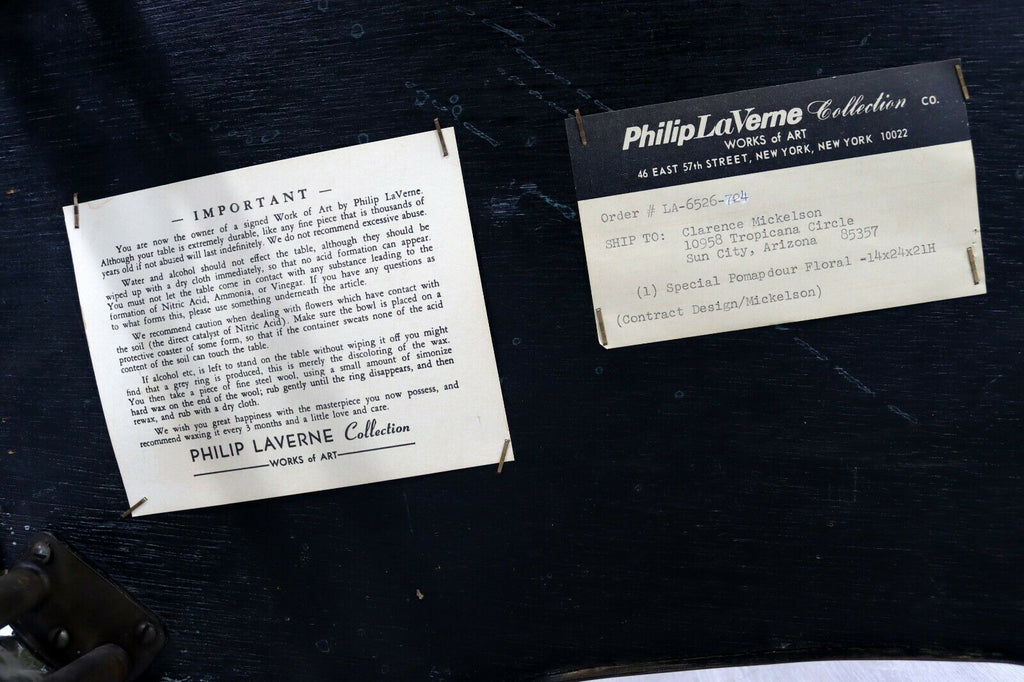 — IMPORTANT —
You are now the owner of a signed Work of Art by Philip LaVerne.
Although your table is extremely durable, like any fine piece that is thousands of
years old if not abused will last indefinitely. We do not recommend excessive abuse.
Water and alcohol should not effect the table, although they should be
wiped up with a dry cloth immediately, so that no acid formation can appear.
You must not let the table come in contact with any substance leading to the
formation of Nitric Acid, Ammonia, or Vinegar. If you have any questions as
to what forms this, please use something underneath the article.
We recommend caution when dealing with flowers which have contact with
the soil (the direct catalyst of Nitric Acid). Make sure the bowl is placed on a
protective coaster of some form, so that if the container sweats none of the acid
content of the soil can touch the table.
If alcohol etc, is left to stand on the table without wiping it off you might
find that a grey ring is produced, this is merely the discoloring of the wax.
You then take a piece of fine steel wool, using a small amount of simonize
hard wax on the end of the wool; rub gently until the ring disappears, and then
rewax, and rub with a dry cloth.
We wish you great happiness with the masterpiece you now possess, and
recommend waxing it every 3 months and a little love and care.
PHILIP LAVERNE Collection
WORKS of ART
Philip LaVerne Collection CO.
WORKS of ART
46 EAST 57th STREET, NEW YORK, NEW YORK 10022
Order # LA-6526-704
SHIP TO: Clarence Mickelson
10958 Tropicana Circle
Sun City, Arizona 85357
(1) Special Pomapdour Floral -14x24x21H
(Contract Design/Mickelson)